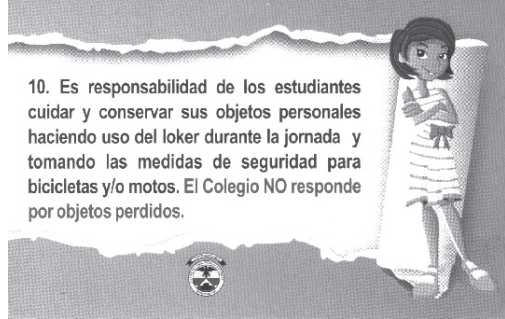 10. Es responsabilidad de los estudiantes
cuidar y conservar sus objetos personales
haciendo uso del loker durante la jornada y
tomando las medidas de seguridad para
bicicletas y/o motos. El Colegio NO responde
por objetos perdidos.